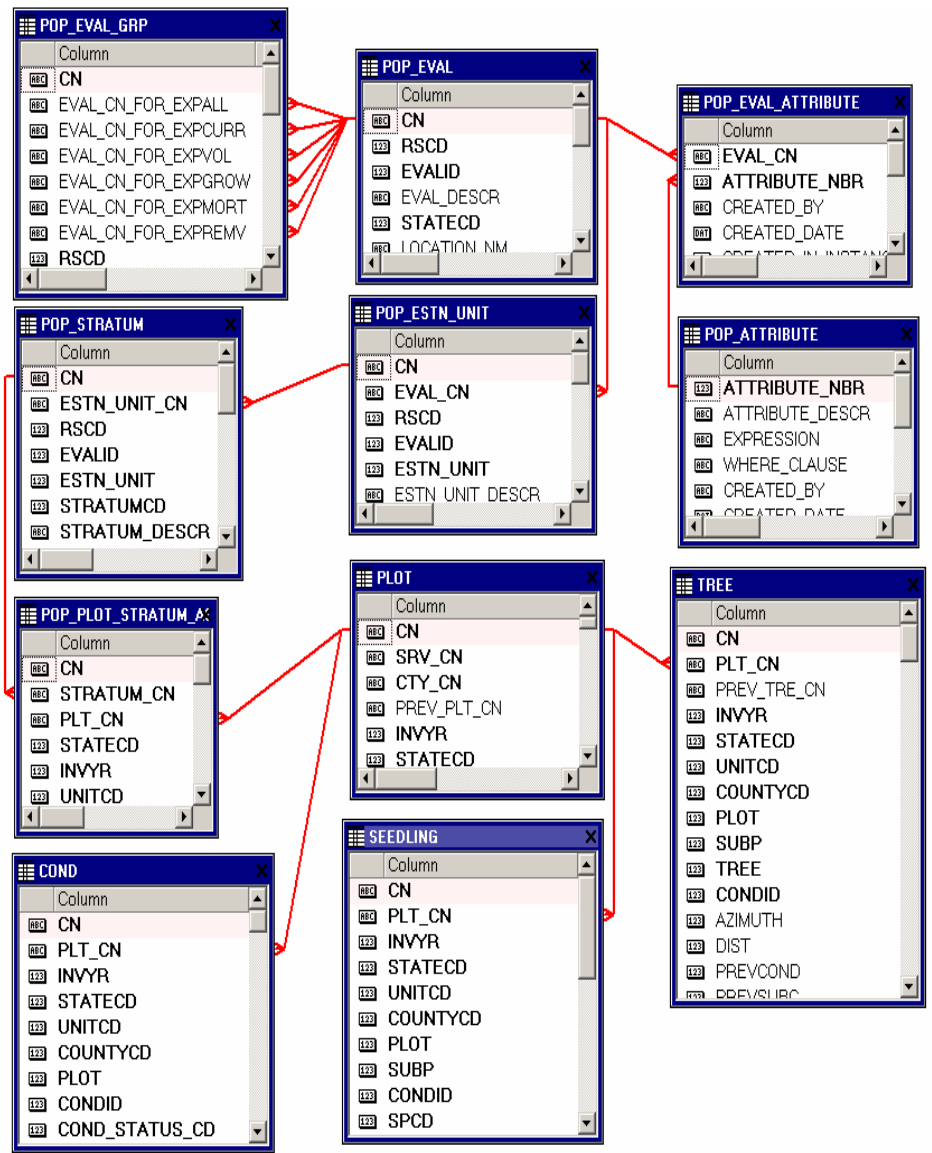 POP_EVAL_GRP
Column
CN
EVAL_CN_FOR_EXPALL
EVAL_CN_FOR_EXPCURR
EVAL_CN_FOR_EXPVOL
EVAL_CN_FOR_EXPGROW
EVAL_CN_FOR_EXPMORT
EVAL_CN_FOR_EXPREMV
RSCD
POP_EVAL
Column
CN
RSCD
EVALID
EVAL_DESCR
STATECD
LOCATION_NM
POP_EVAL_ATTRIBUTE
Column
EVAL_CN
ATTRIBUTE_NBR
CREATED_BY
CREATED_DATE
CREATED_IN_INSTANC
POP_STRATUM
Column
CN
ESTN_UNIT_CN
RSCD
EVALID
ESTN_UNIT
STRATUMCD
STRATUM_DESCR
POP_ESTN_UNIT
Column
CN
EVAL_CN
RSCD
EVALID
ESTN_UNIT
ESTN_UNIT_DESCR
POP_ATTRIBUTE
Column
ATTRIBUTE_NBR
ATTRIBUTE_DESCR
EXPRESSION
WHERE_CLAUSE
CREATED_BY
CREATED_DATE
POP_PLOT_STRATUM_AS
Column
CN
STRATUM_CN
PLT_CN
STATECD
INVYR
UNITCD
PLOT
Column
CN
SRV_CN
CTY_CN
PREV_PLT_CN
INVYR
STATECD
TREE
Column
CN
PLT_CN
PREV_TRE_CN
INVYR
STATECD
UNITCD
COUNTYCD
PLOT
SUBP
TREE
CONDID
AZIMUTH
DIST
PREVCOND
PREVSUBC
COND
Column
CN
PLT_CN
INVYR
STATECD
UNITCD
COUNTYCD
PLOT
CONDID
COND_STATUS_CD
SEEDLING
Column
CN
PLT_CN
INVYR
STATECD
UNITCD
COUNTYCD
PLOT
SUBP
CONDID
SPCD